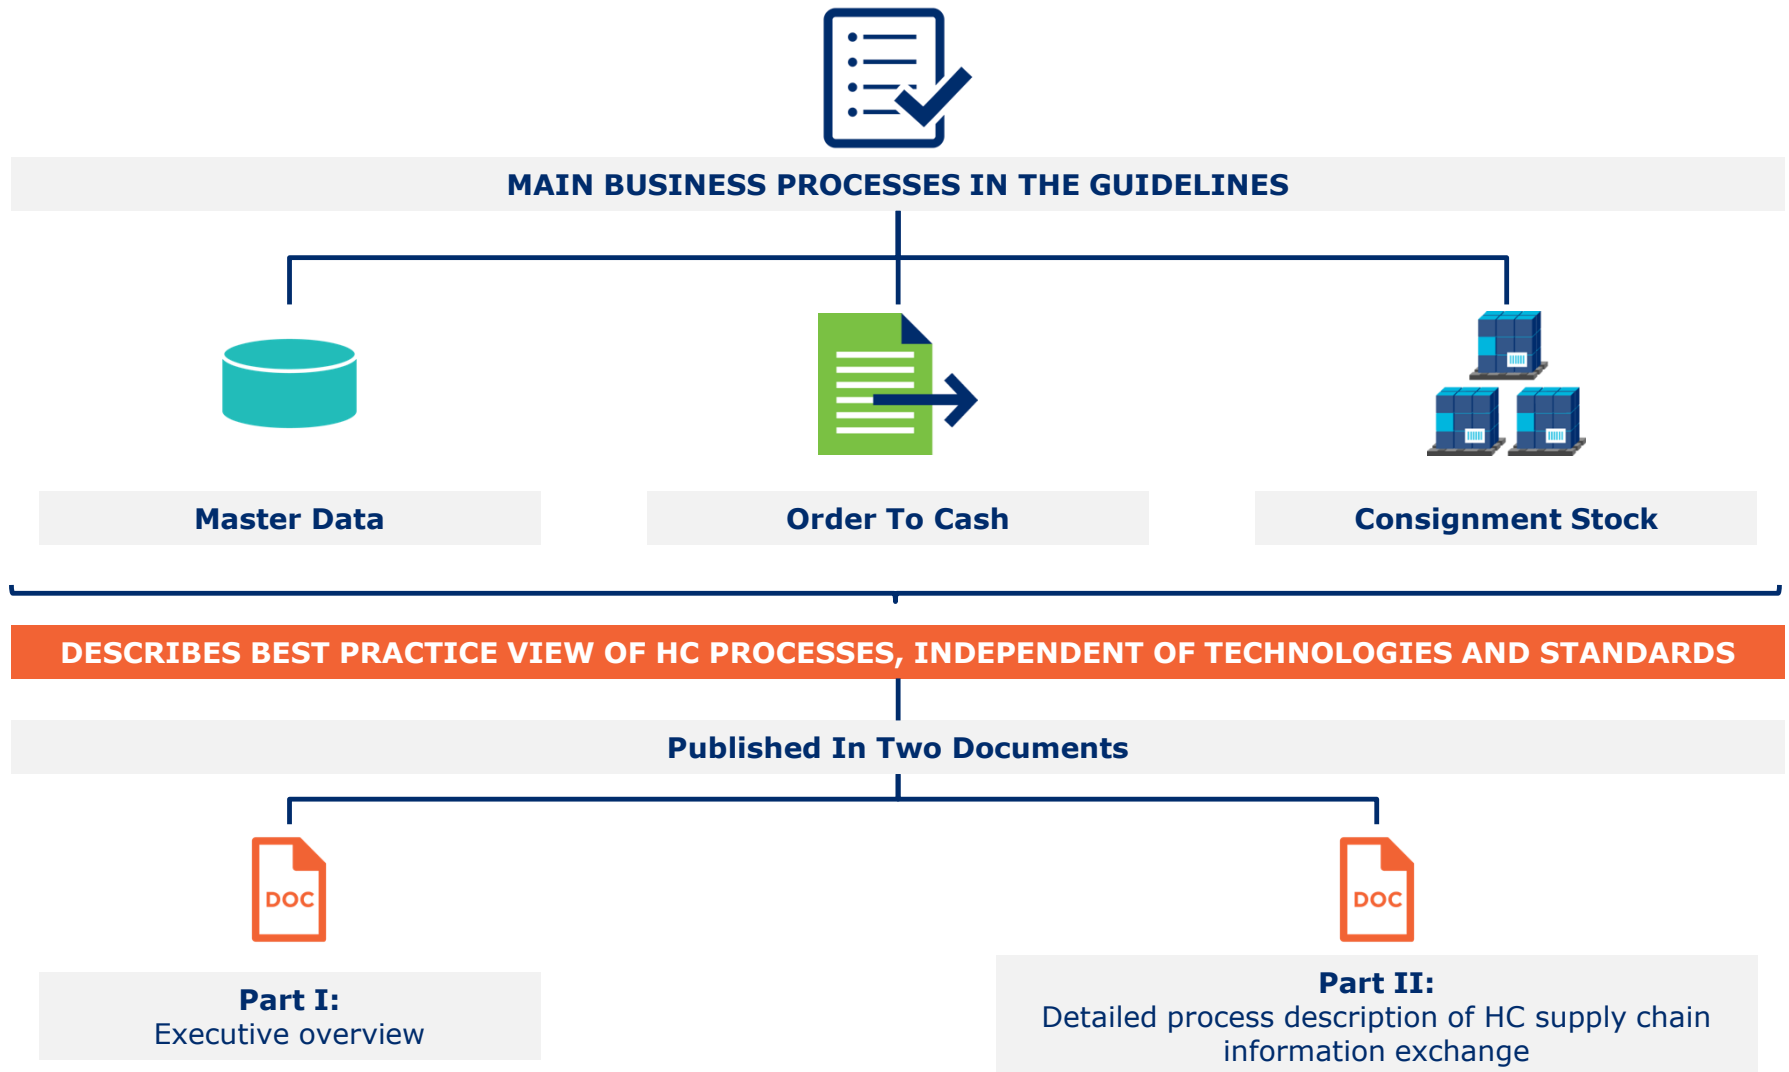 MAIN BUSINESS PROCESSES IN THE GUIDELINES
Master Data
Order To Cash
Consignment Stock
DESCRIBES BEST PRACTICE VIEW OF HC PROCESSES, INDEPENDENT OF TECHNOLOGIES AND STANDARDS
Published In Two Documents
DOC
DOC
Part I:
Executive overview
Part II:
Detailed process description of HC supply chain
information exchange